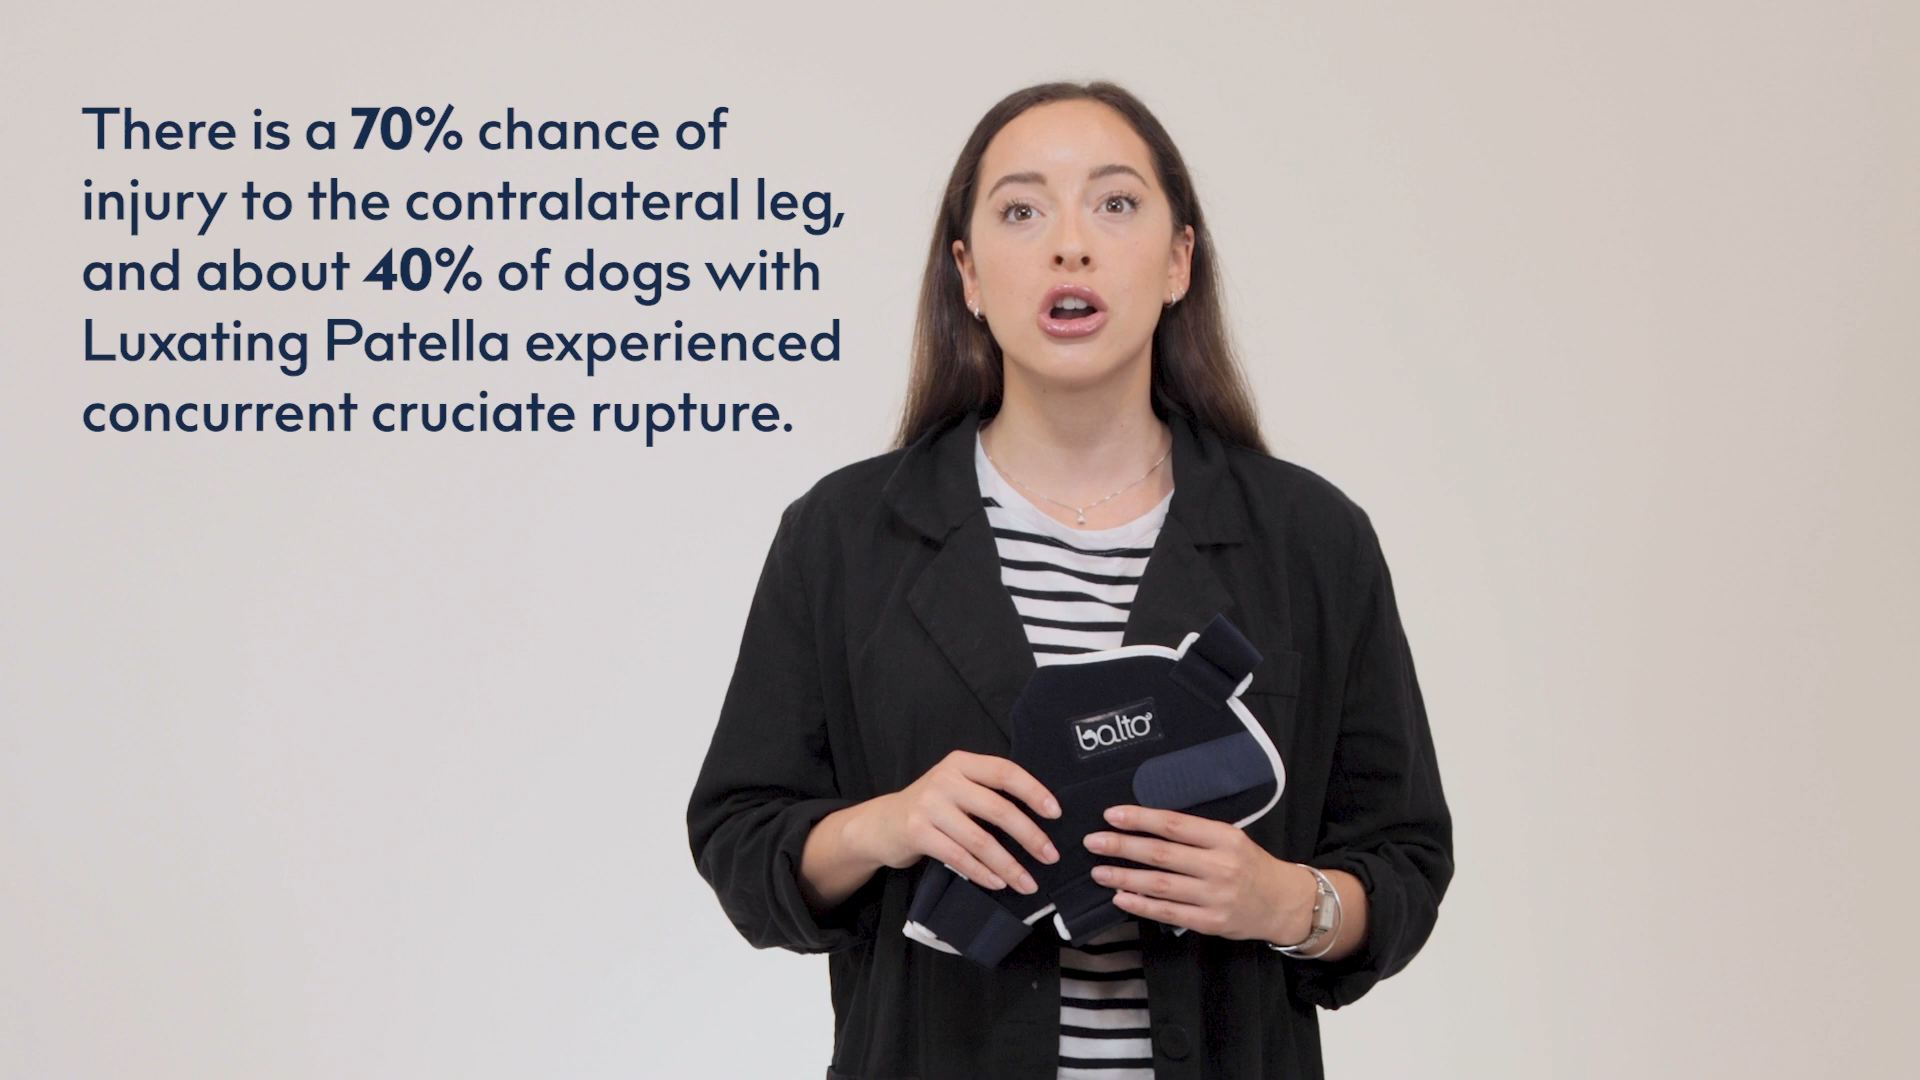 There is a 70% chance of
injury to the contralateral leg,
and about 40% of dogs with
Luxating Patella experienced
concurrent cruciate rupture.
balto